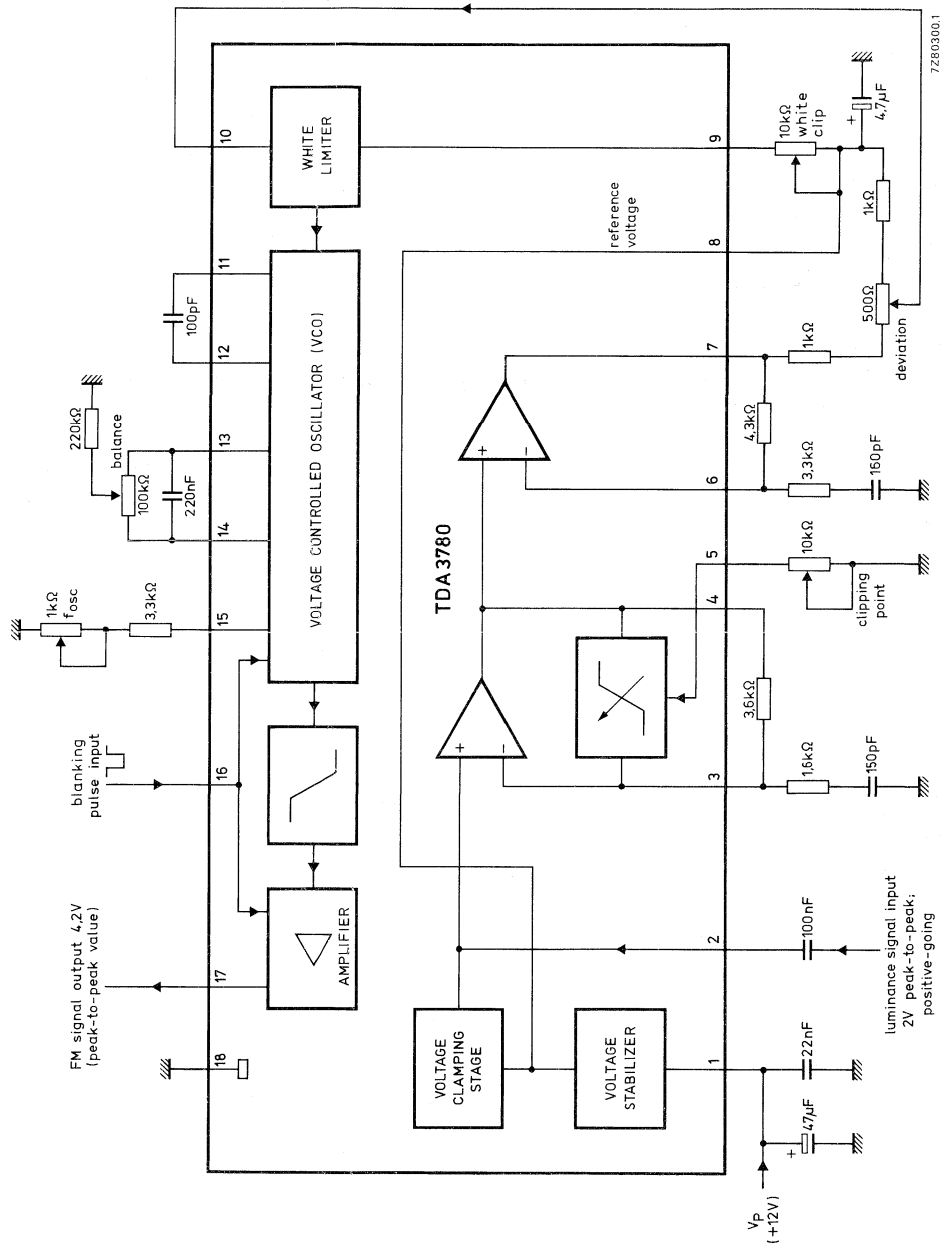 FM signal output 4,2V
(peak-to-peak value)
blanking
pulse input
1kΩ
fosc
3,3kΩ
220kΩ
balance
100kΩ
220nF
100pF
18
17
16
15
14
13
12
11
10
AMPLIFIER
VOLTAGE CONTROLLED OSCILLATOR (VCO)
WHITE
LIMITER
TDA3780
VOLTAGE
CLAMPING
STAGE
VOLTAGE
STABILIZER
+
−
+
−
reference
voltage
1
2
3
4
5
6
7
8
9
VP
(+12V)
+
47µF
22nF
100nF
luminance signal input
2V peak-to-peak;
positive-going
3,6kΩ
1,6kΩ
150pF
10kΩ
clipping
point
4,3kΩ
3,3kΩ
160pF
1kΩ
500Ω
deviation
1kΩ
10kΩ
white
clip
+
4,7µF
7Z80300.1